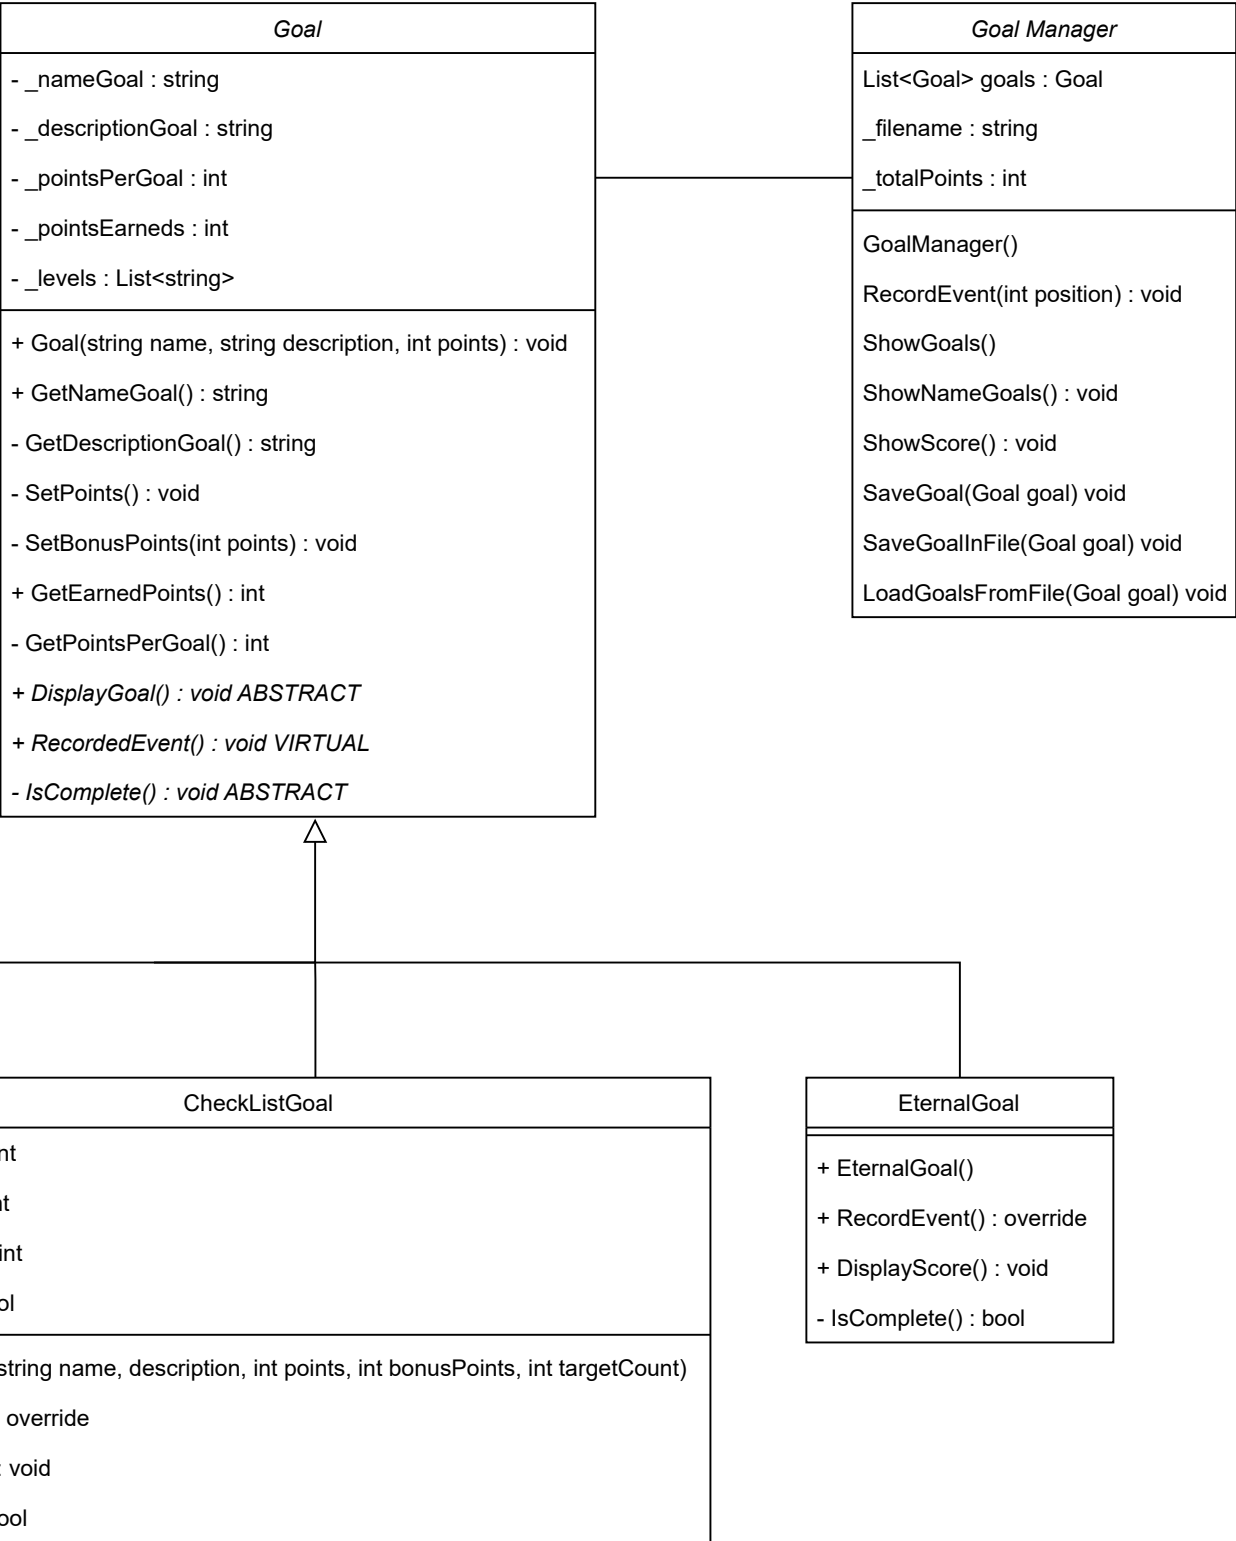 Goal
- _nameGoal : string
- _descriptionGoal : string
- _pointsPerGoal : int
- _pointsEarneds : int
- _levels : List<string>
+ Goal(string name, string description, int points) : void
+ GetNameGoal() : string
- GetDescriptionGoal() : string
- SetPoints() : void
- SetBonusPoints(int points) : void
+ GetEarnedPoints() : int
- GetPointsPerGoal() : int
+ DisplayGoal() : void ABSTRACT
+ RecordedEvent() : void VIRTUAL
- IsComplete() : void ABSTRACT
Goal Manager
List<Goal> goals : Goal
_filename : string
_totalPoints : int
GoalManager()
RecordEvent(int position) : void
ShowGoals()
ShowNameGoals() : void
ShowScore() : void
SaveGoal(Goal goal) void
SaveGoalInFile(Goal goal) void
LoadGoalsFromFile(Goal goal) void
CheckListGoal
nt
nt
int
ol
string name, description, int points, int bonusPoints, int targetCount)
override
: void
ool
EternalGoal
+ EternalGoal()
+ RecordEvent() : override
+ DisplayScore() : void
- IsComplete() : bool